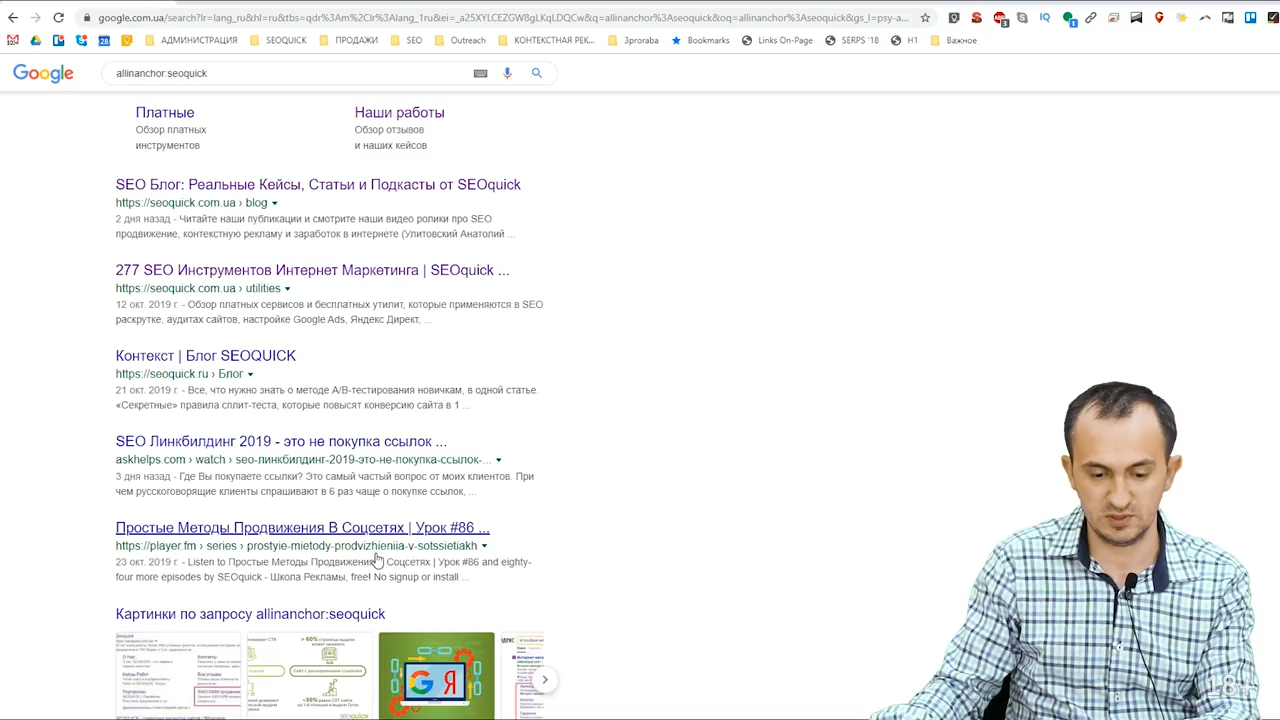 google.com.ua/search?lr=lang_ru&hl=ru&tbs=qdr%3Am%2Clr%3Alang_1ru&ei=_a25XYLCEZGW8gLKqLDQCw&q=allinanchor%3Aseoquick&oq=allinanchor%3Aseoquick&gs_l=psy-a...
АДМИНИСТРАЦИЯ SEOQUICK ПРОДАЖИ SEO Outreach КОНТЕКСТНАЯ РЕК... 3proraba Bookmarks Links On-Page SERPS '18 H1 Важное
Google allinanchor:seoquick
Платные Наши работы
Обзор платных Обзор отзывов
инструментов и наших кейсов
SEO Блог: Реальные Кейсы, Статьи и Подкасты от SEOquick
https://seoquick.com.ua › blog
2 дня назад - Читайте наши публикации и смотрите наши видео ролики про SEO
продвижение, контекстную рекламу и заработок в интернете (Улитовский Анатолий ...
277 SEO Инструментов Интернет Маркетинга | SEOquick ...
https://seoquick.com.ua › utilities
12 окт. 2019 г. - Обзор платных сервисов и бесплатных утилит, которые применяются в SEO
раскрутке, аудитах сайтов, настройке Google Ads, Яндекс Директ, ...
Контекст | Блог SEOQUICK
https://seoquick.ru › Блог
21 окт. 2019 г. - Все, что нужно знать о методе A/B-тестирования новичкам, в одной статье.
«Секретные» правила сплит-теста, которые повысят конверсию сайта в 1 ...
SEO Линкбилдинг 2019 - это не покупка ссылок ...
askhelps.com › watch › seo-линкбилдинг-2019-это-не-покупка-ссылок-...
3 дня назад - Где Вы покупаете ссылки? Это самый частый вопрос от моих клиентов. При
чем русскоговорящие клиенты спрашивают в 6 раз чаще о покупке ссылок, ...
Простые Методы Продвижения В Соцсетях | Урок #86 ...
https://player.fm › series › prostyie-mietody-prodvizhieniia-v-sotssietiakh
23 окт. 2019 г. - Listen to Простые Методы Продвижения Соцсетях | Урок #86 and eighty-
four more episodes by SEOquick - Школа Рекламы, free! No signup or install ...
Картинки по запросу allinanchor:seoquick